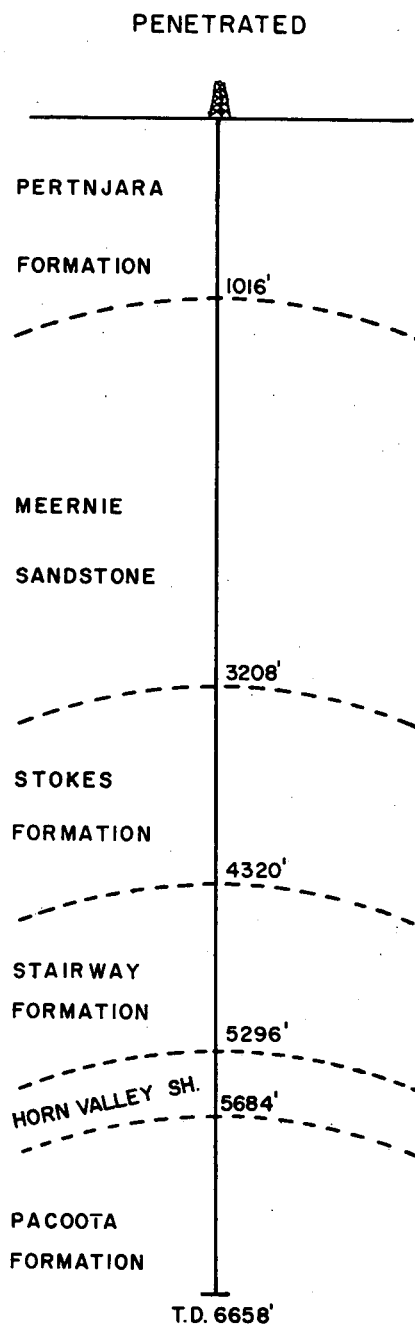 PENETRATED
PERTNJARA
FORMATION
1016'
MEERNIE
SANDSTONE
3208'
STOKES
FORMATION
4320'
STAIRWAY
FORMATION
5296'
HORN VALLEY SH.
5684'
PACOOTA
FORMATION
T.D. 6658'